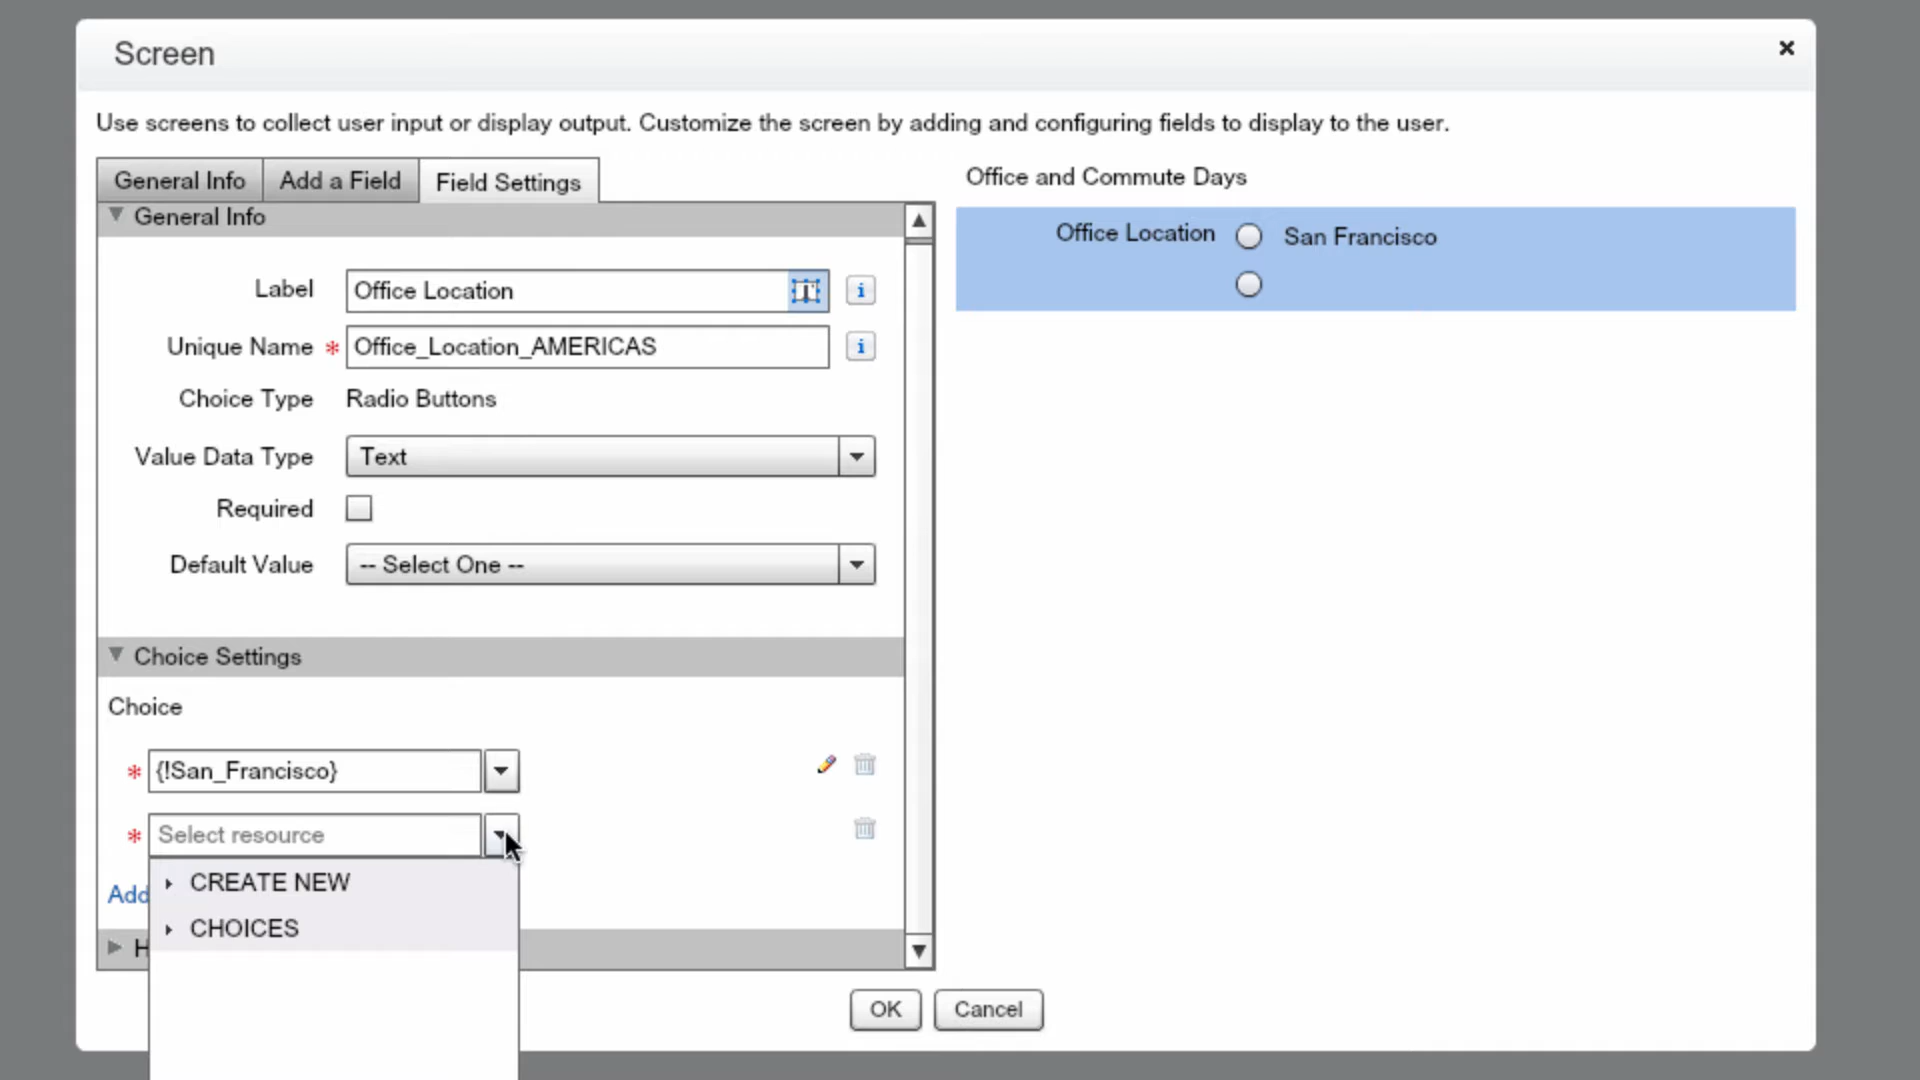 Screen
Use screens to collect user input or display output. Customize the screen by adding and configuring fields to display to the user.
General Info
Add a Field
Field Settings
General Info
Label
Office Location
Unique Name * Office_Location_AMERICAS
Choice Type Radio Buttons
Value Data Type Text
Required
Default Value -- Select One --
Choice Settings
Choice
* {!San_Francisco}
* Select resource
CREATE NEW
Add
CHOICES
H
OK
Cancel
Office and Commute Days
Office Location
San Francisco